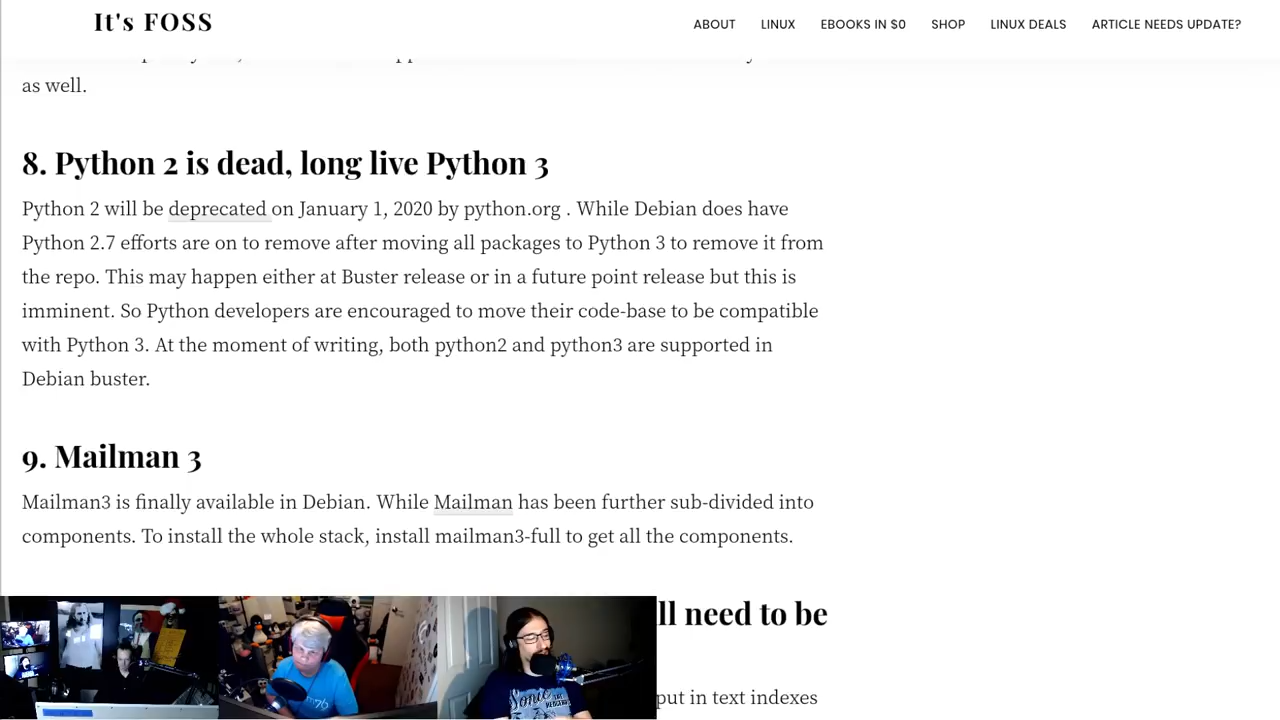 It's FOSS
ABOUT LINUX EBOOKS IN $0 SHOP LINUX DEALS ARTICLE NEEDS UPDATE?
as well.
8. Python 2 is dead, long live Python 3
Python 2 will be deprecated on January 1, 2020 by python.org . While Debian does have
Python 2.7 efforts are on to remove after moving all packages to Python 3 to remove it from
the repo. This may happen either at Buster release or in a future point release but this is
imminent. So Python developers are encouraged to move their code-base to be compatible
with Python 3. At the moment of writing, both python2 and python3 are supported in
Debian buster.
9. Mailman 3
Mailman3 is finally available in Debian. While Mailman has been further sub-divided into
components. To install the whole stack, install mailman3-full to get all the components.
ll need to be
put in text indexes
Sonic